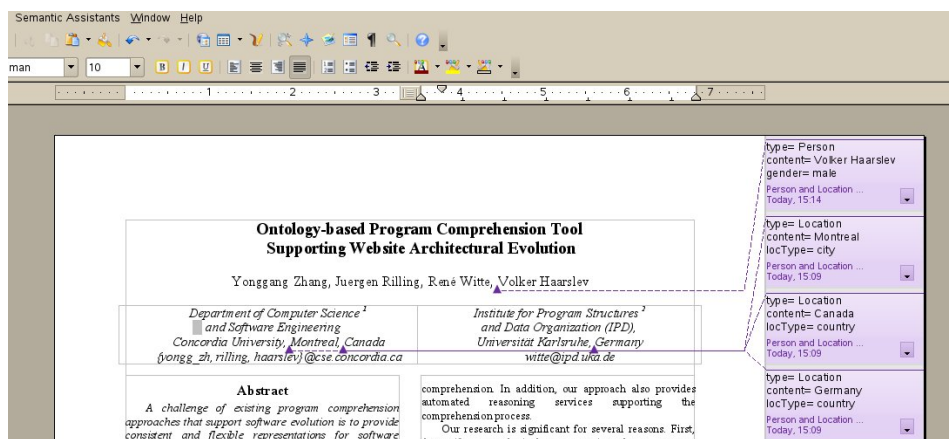 Semantic Assistants Window Help
man 10
1 2 3 4 5 6 7
Ontology-based Program Comprehension Tool
Supporting Website Architectural Evolution
Yonggang Zhang, Juergen Rilling, René Witte, Volker Haarslev
Department of Computer Science 1
and Software Engineering
Concordia University, Montreal, Canada
{yongg_zh, rilling, haarslev}@cse.concordia.ca
Institute for Program Structures 2
and Data Organization (IPD),
Universität Karlsruhe, Germany
witte@ipd.uka.de
Abstract
A challenge of existing program comprehension
approaches that support software evolution is to provide
consistent and flexible representations for software
comprehension. In addition, our approach also provides
automated reasoning services supporting the
comprehension process.
Our research is significant for several reasons. First,
type= Person
content= Volker Haarslev
gender= male
Person and Location ...
Today, 15:14
type= Location
content= Montreal
locType= city
Person and Location ...
Today, 15:09
type= Location
content= Canada
locType= country
Person and Location ...
Today, 15:09
type= Location
content= Germany
locType= country
Person and Location ...
Today, 15:09